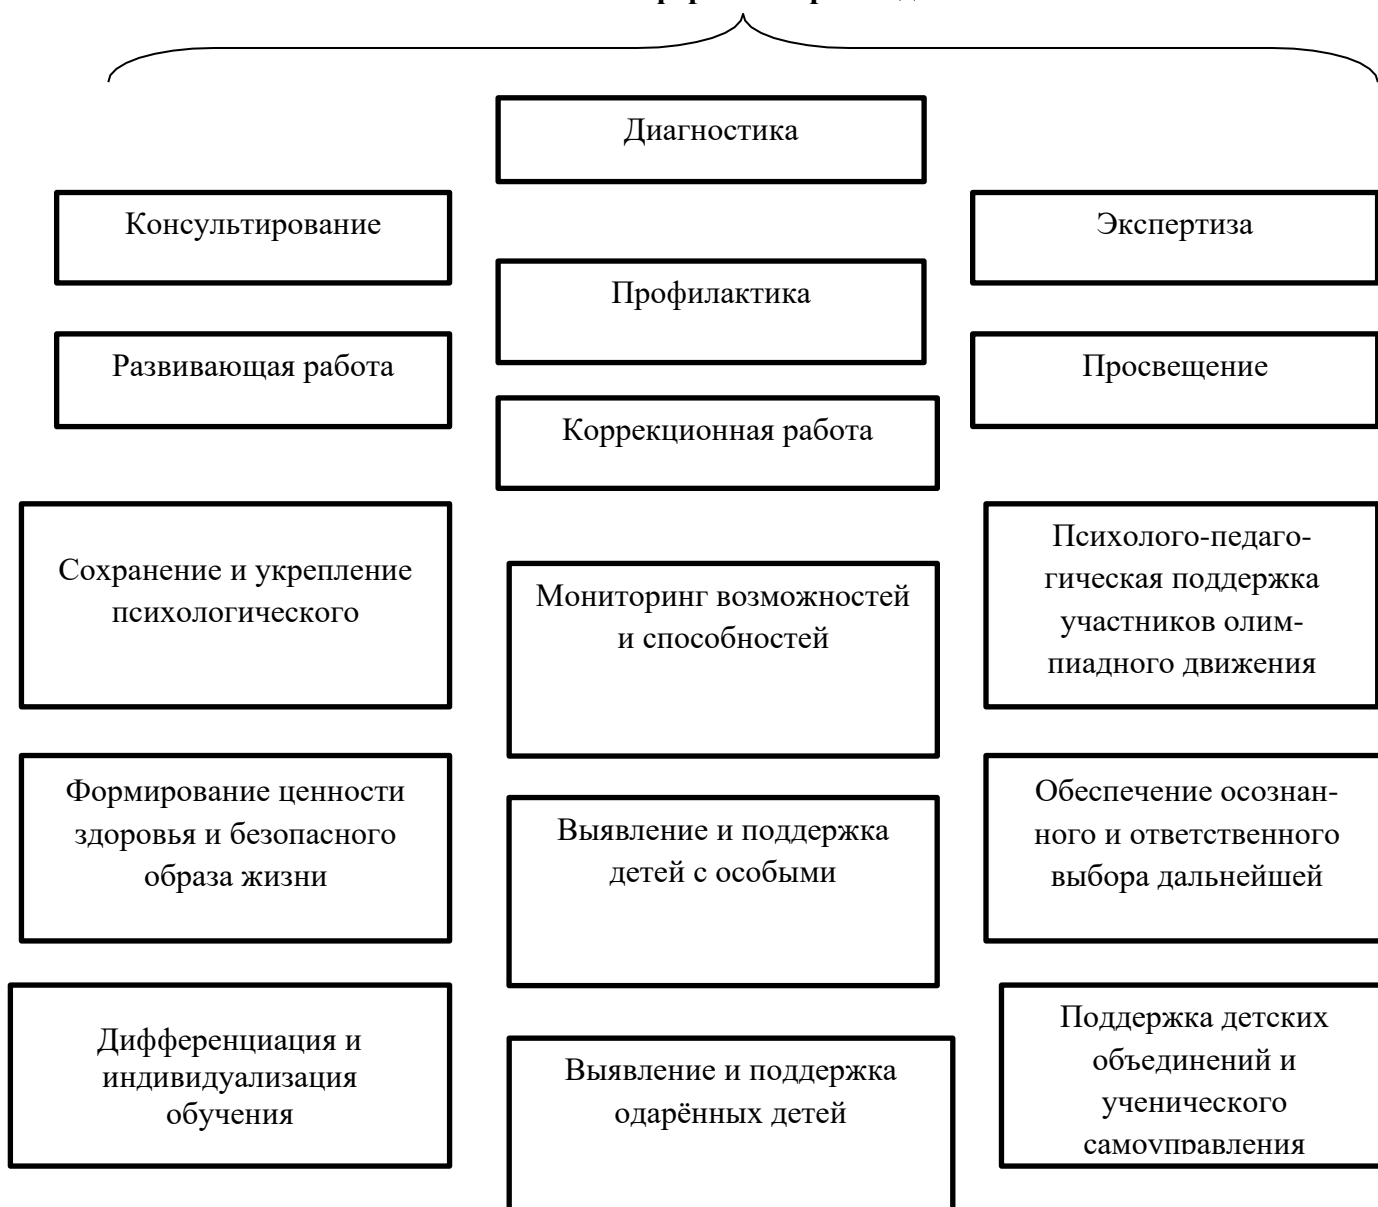 Диагностика
Консультирование
Экспертиза
Профилактика
Развивающая работа
Просвещение
Коррекционная работа
Сохранение и укрепление
психологического
Мониторинг возможностей
и способностей
Психолого-педаго-
гическая поддержка
участников олим-
пиадного движения
Формирование ценности
здоровья и безопасного
образа жизни
Выявление и поддержка
детей с особыми
Обеспечение осознан-
ного и ответственного
выбора дальнейшей
Дифференциация и
индивидуализация
обучения
Выявление и поддержка
одарённых детей
Поддержка детских
объединений и
ученического
самоуправления